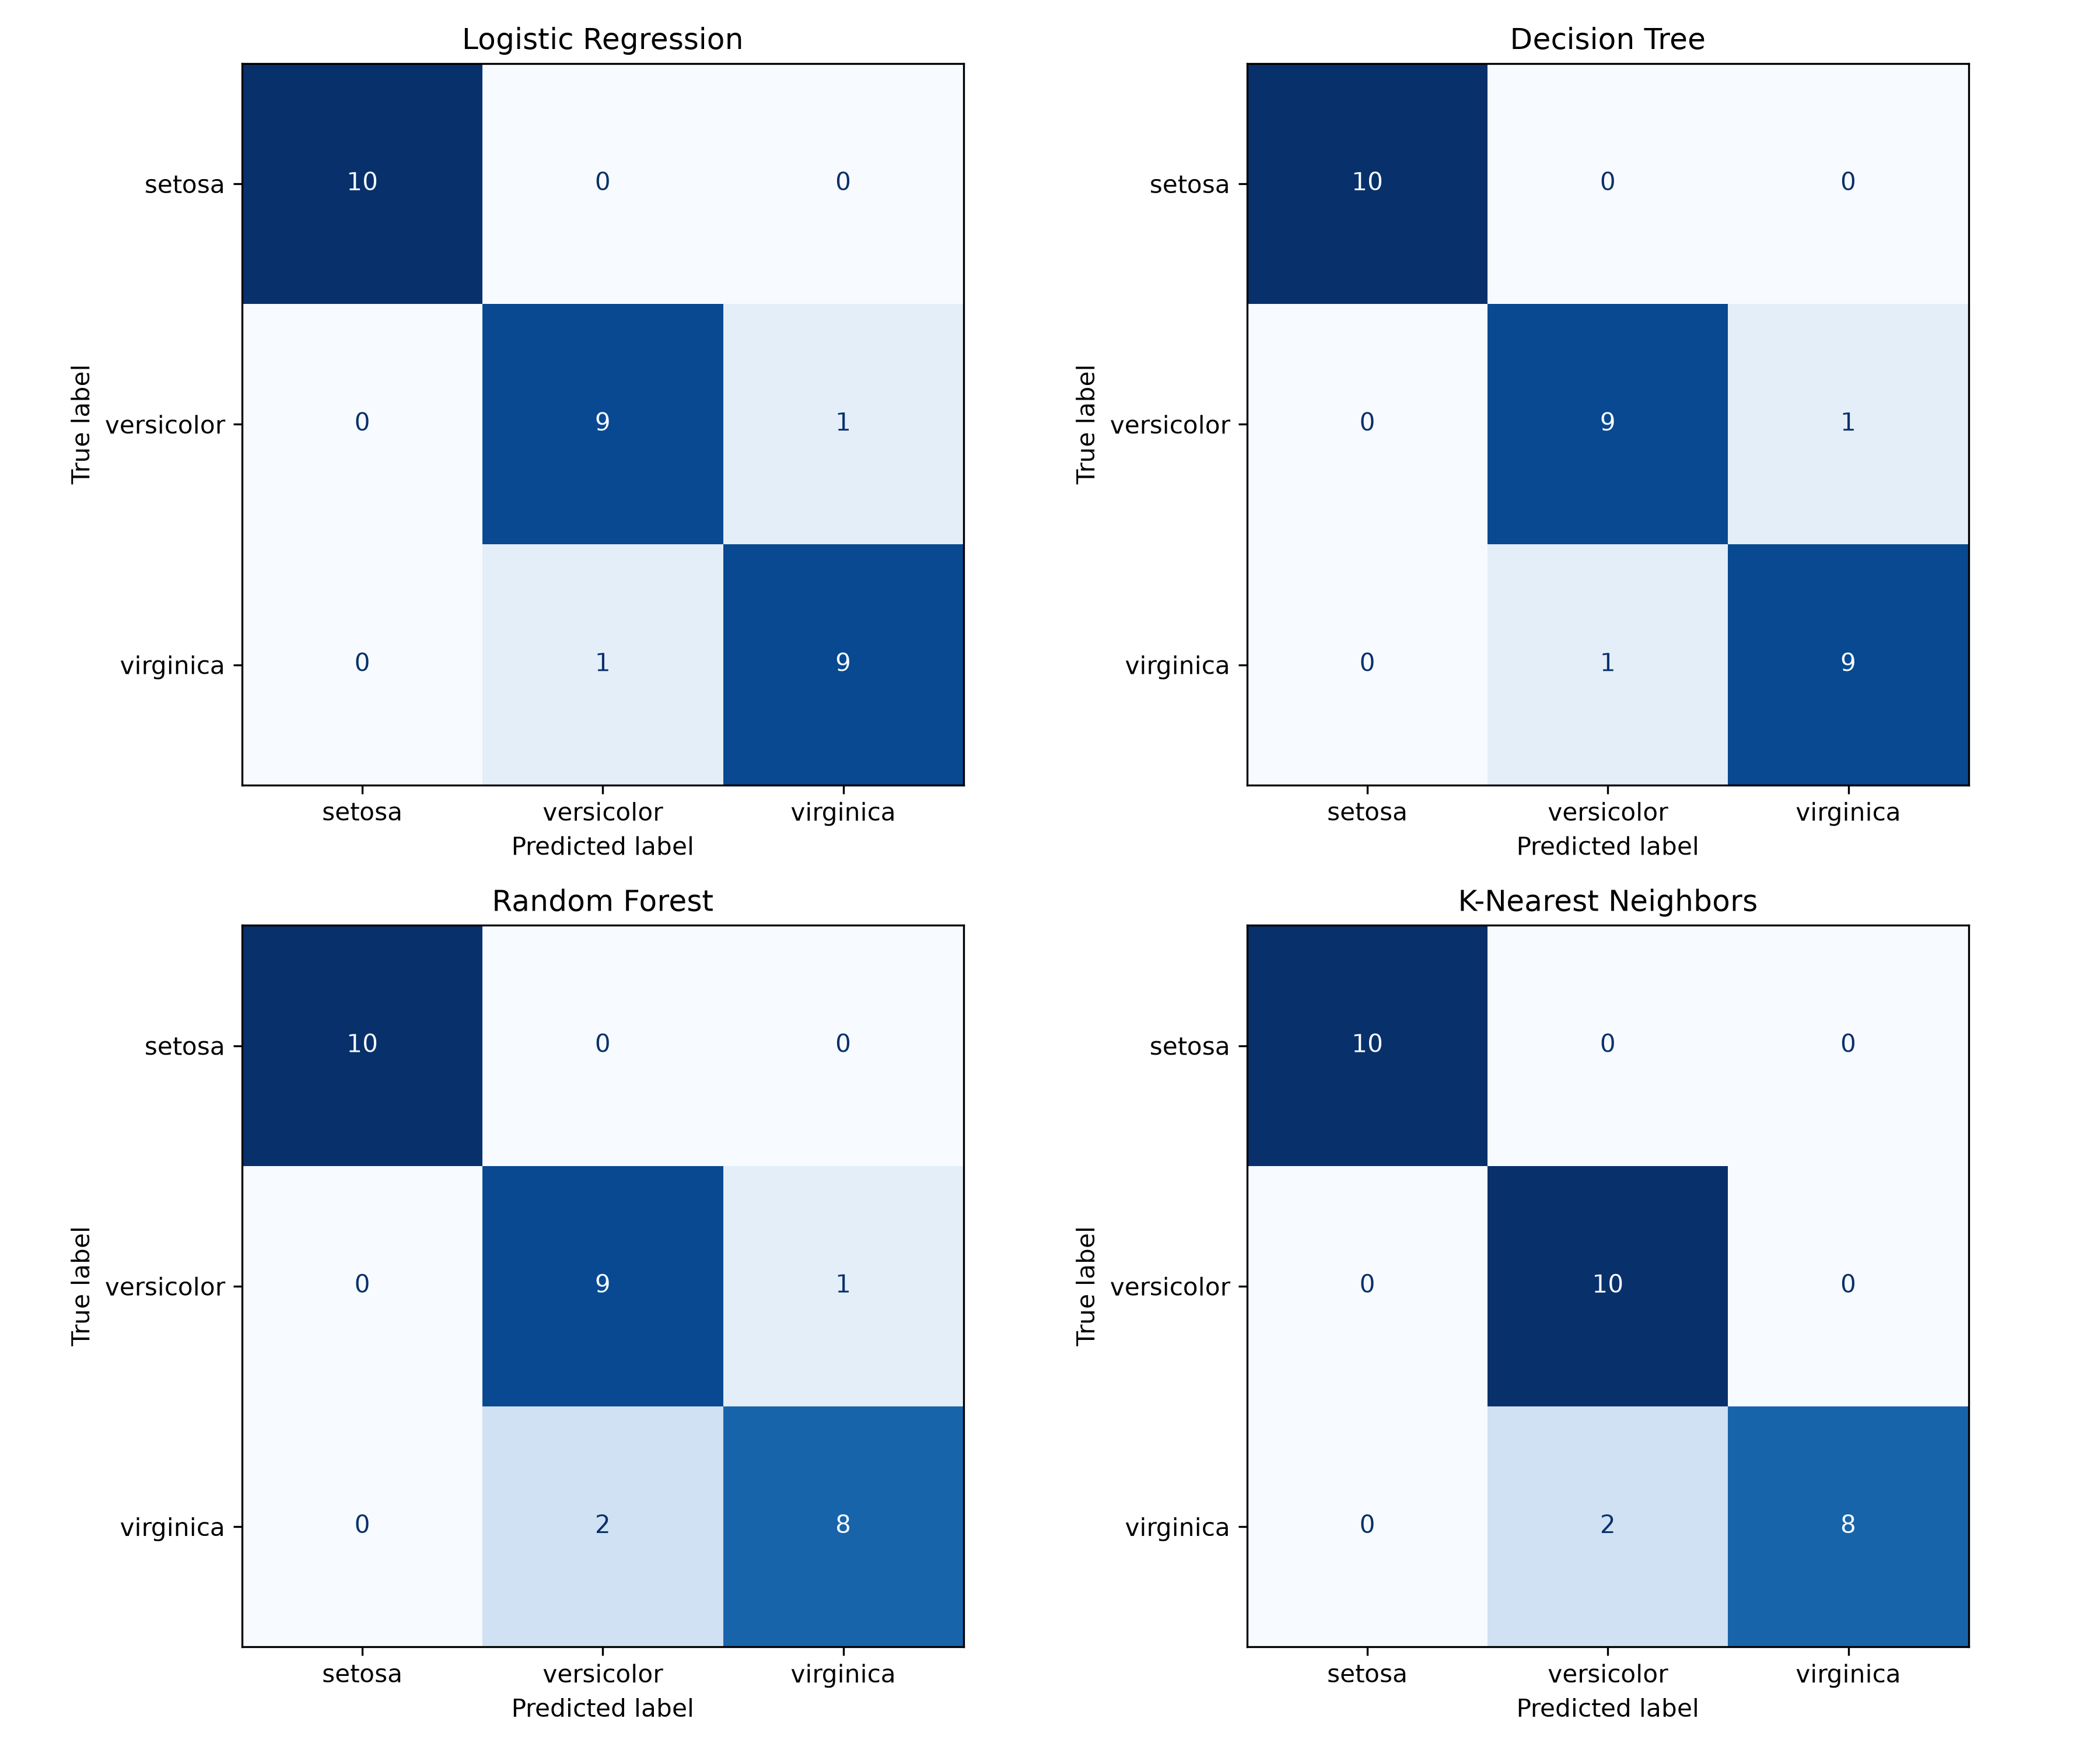 Logistic Regression
True label
setosa 10 0 0
versicolor 0 9 1
virginica 0 1 9
setosa versicolor virginica
Predicted label
Decision Tree
True label
setosa 10 0 0
versicolor 0 9 1
virginica 0 1 9
setosa versicolor virginica
Predicted label
Random Forest
True label
setosa 10 0 0
versicolor 0 9 1
virginica 0 2 8
setosa versicolor virginica
Predicted label
K-Nearest Neighbors
True label
setosa 10 0 0
versicolor 0 10 0
virginica 0 2 8
setosa versicolor virginica
Predicted label